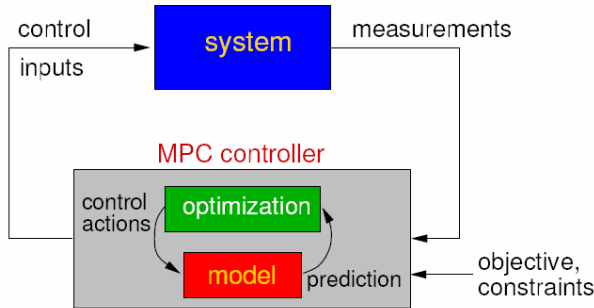 control
inputs
system
measurements
MPC controller
control
actions
optimization
model
prediction
objective,
constraints